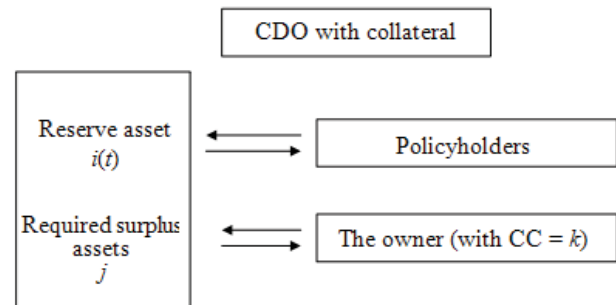 CDO with collateral
Reserve asset
i(t)
Policyholders
Required surplus
assets
j
The owner (with CC = k)